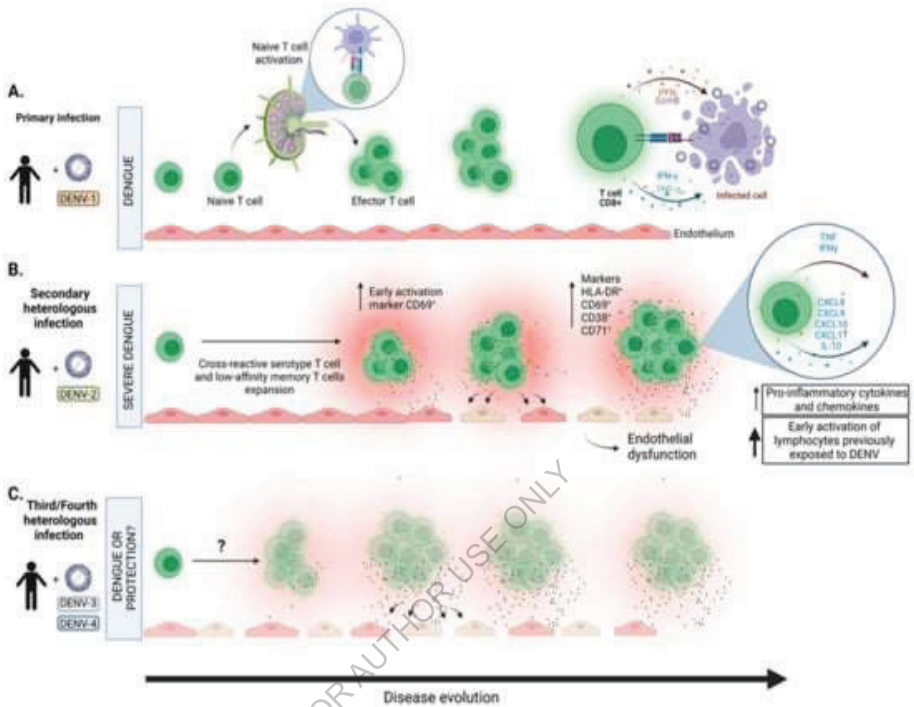 Naive T cell
activation
A.
Primary infection
+
DENV-1
DENGUE
Naive T cell
Efector T cell
T cell
CD8+
Infected cell
Endothelium
B.
Secondary
heterologous
infection
+
DENV-2
SEVERE DENGUE
Early activation
marker CD69+
Cross-reactive serotype T cell
and low-affinity memory T cells
expansion
Markers
HLA-DR+
CD69+
CD38+
CD71+
Endothelial
dysfunction
TNF
IFNγ
CXCL9
CXCL10
CXCL11
IL-10
Pro-inflammatory cytokines
and chemokines
Early activation of
lymphocytes previously
exposed to DENV
C.
Third/Fourth
heterologous
infection
+
DENV-3
DENV-4
DENGUE OR
PROTECTION?
?
OR AUTHOR USE ONLY
Disease evolution